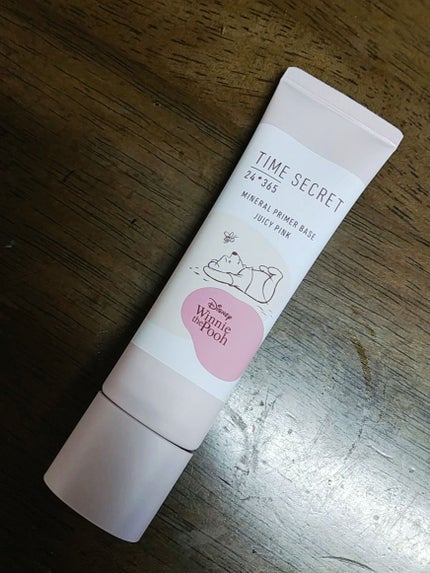 TIME SECRET
24*365
MINERAL PRIMER BASE
JUICY PINK
Disney
Winnie
the Pooh